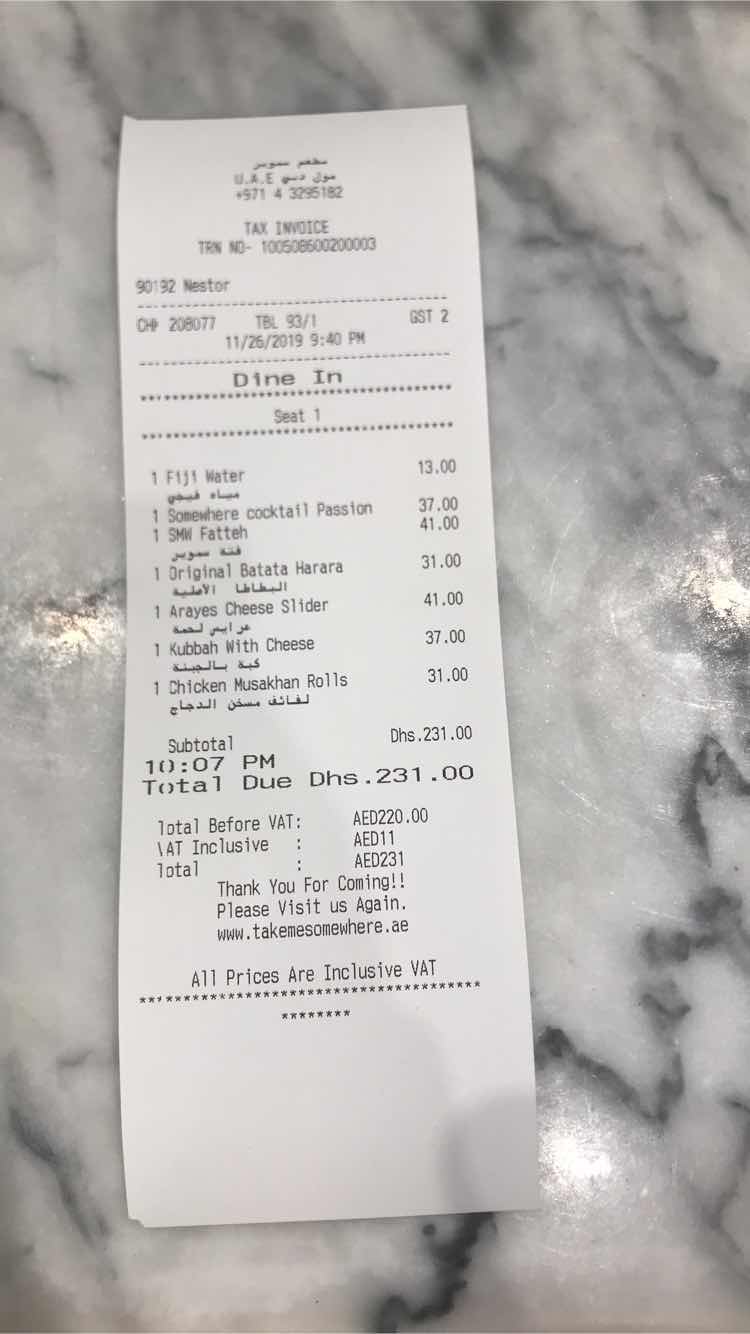 مطعم سموير
مول دبي U.A.E
+971 4 3295182
TAX INVOICE
TRN NO- 100508600200003
90192 Nestor
CHK 208077 TBL 93/1 GST 2
11/26/2019 9:40 PM
Dine In
Seat 1
1 Fiji Water 13.00
مياه فيجي
1 Somewhere cocktail Passion 37.00
1 SMW Fatteh 41.00
فتة سموير
1 Original Batata Harara 31.00
البطاطا الأصلية
1 Arayes Cheese Slider 41.00
عرايس لحمة
1 Kubbah With Cheese 37.00
كبة بالجبنة
1 Chicken Musakhan Rolls 31.00
لفائف مسخن الدجاج
Subtotal Dhs.231.00
10:07 PM
Total Due Dhs.231.00
Total Before VAT: AED220.00
VAT Inclusive : AED11
Total : AED231
Thank You For Coming!!
Please Visit us Again.
www.takemesomewhere.ae
All Prices Are Inclusive VAT
***************************************
********